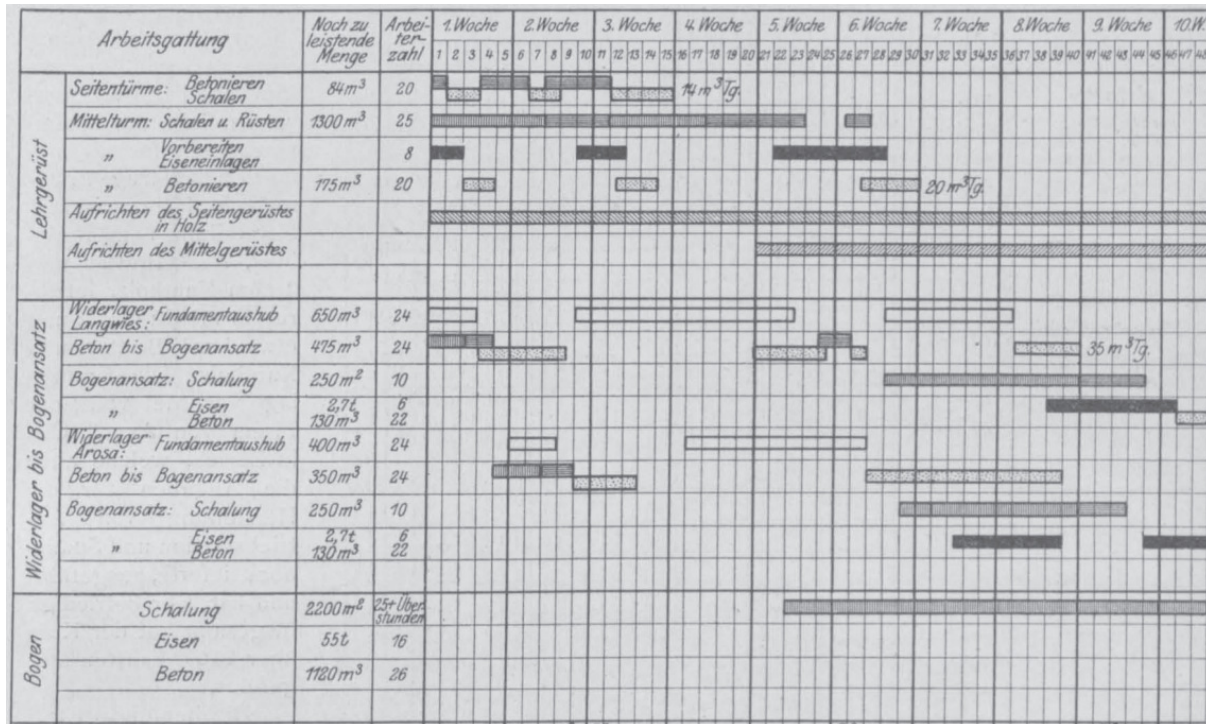 Arbeitsgattung
Noch zu leistende Menge
Arbei-ter-zahl
1. Woche 2. Woche 3. Woche 4. Woche 5. Woche 6. Woche 7. Woche 8. Woche 9. Woche 10. W.
1 2 3 4 5 6 7 8 9 10 11 12 13 14 15 16 17 18 19 20 21 22 23 24 25 26 27 28 29 30 31 32 33 34 35 36 37 38 39 40 41 42 43 44 45 46 47 48
Lehrgerüst
Seitentürme: Betonieren 84 m³ 20 14 m³/Tg.
Schalen
Mittelturm: Schalen u. Rüsten 1300 m³ 25
„ Vorbereiten 8
Eiseneinlagen
„ Betonieren 175 m³ 20 20 m³/Tg.
Aufrichten des Seitengerüstes
in Holz
Aufrichten des Mittelgerüstes
Widerlager bis Bogenansatz
Widerlager Fundamentaushub 650 m³ 24
Langwies:
Beton bis Bogenansatz 475 m³ 24 35 m³/Tg.
Bogenansatz: Schalung 250 m² 10
„ Eisen 2,7 t 6
Beton 130 m³ 22
Widerlager Fundamentaushub 400 m³ 24
Arosa:
Beton bis Bogenansatz 350 m³ 24
Bogenansatz: Schalung 250 m³ 10
„ Eisen 2,7 t 6
Beton 130 m³ 22
Bogen
Schalung 2200 m² 25+Über-
stunden
Eisen 55 t 16
Beton 1120 m³ 26